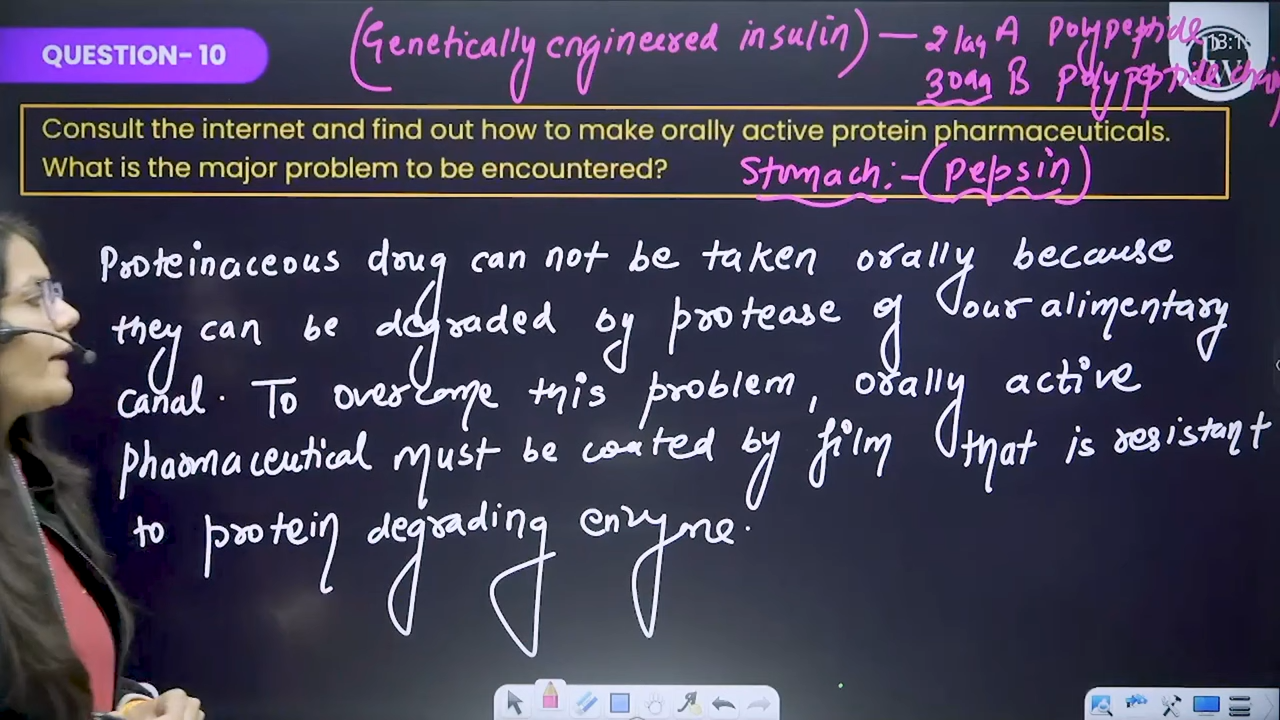 QUESTION- 10
(Genetically engineered insulin) — 21aa A Polypeptide
30aa B Polypeptide chain
Consult the internet and find out how to make orally active protein pharmaceuticals.
What is the major problem to be encountered?
Stomach:-(Pepsin)
Proteinaceous drug can not be taken orally because
they can be degraded by protease of our alimentary
canal. To overcome this problem, orally active
pharmaceutical must be coated by film that is resistant
to protein degrading enzyme.